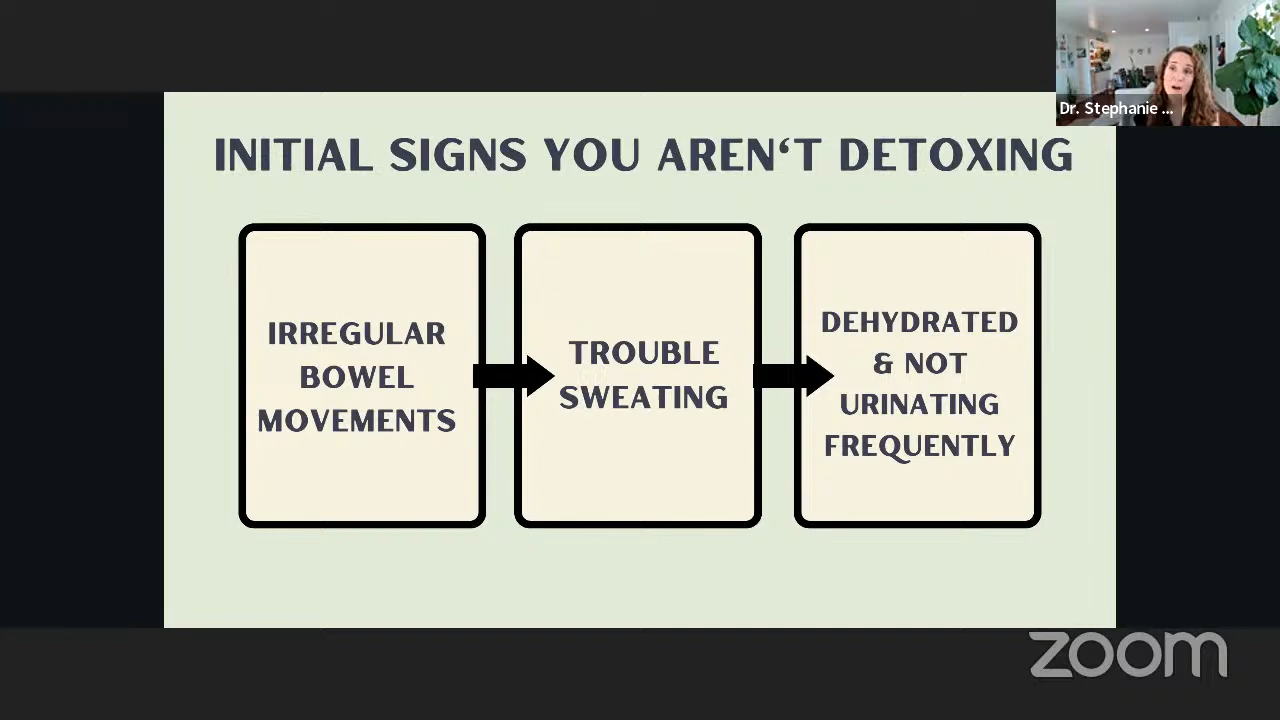 Dr. Stephanie ...
INITIAL SIGNS YOU AREN‘T DETOXING
IRREGULAR
BOWEL
MOVEMENTS
TROUBLE
SWEATING
DEHYDRATED
& NOT
URINATING
FREQUENTLY
zoom